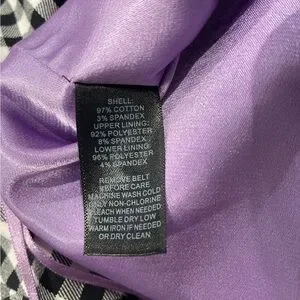 SHELL:
97% COTTON
3% SPANDEX
UPPER LINING:
92% POLYESTER
8% SPANDEX
LOWER LINING:
96% POLYESTER
4% SPANDEX
REMOVE BELT
BEFORE CARE
MACHINE WASH COLD
ONLY NON-CHLORINE
BLEACH WHEN NEEDED
TUMBLE DRY LOW
WARM IRON IF NEEDED
OR DRY CLEAN